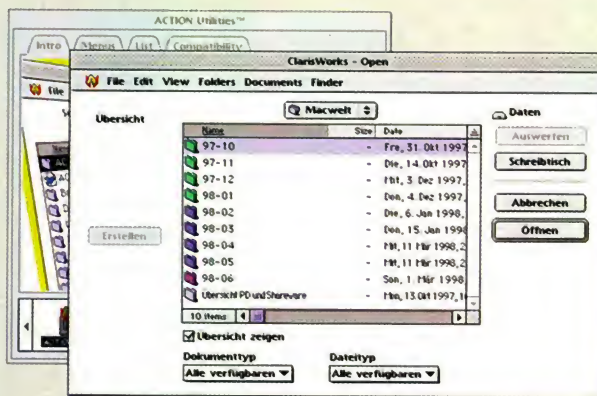 ACTION Utilities™
Intro Menus List Compatibility
File
ClarisWorks - Open
File Edit View Folders Documents Finder
Übersicht
Macwelt
Daten
Name Size Date
97-10 - Fre, 31. Okt 1997
97-11 - Die, 14. Okt 1997
97-12 - Mit, 3. Dez 1997,
98-01 - Don, 4. Dez 1997,
98-02 - Die, 6. Jan 1998,
98-03 - Don, 15. Jan 1998
98-04 - Mit, 11 Mär 1998, 2
98-05 - Mit, 11 Mär 1998, 2
98-06 - Son, 1. Mär 1998
Übersicht PD und Shareware - Mon, 13. Okt 1997, 1
10 items
Auswerfen
Schreibtisch
Abbrechen
Öffnen
Erstellen
Übersicht zeigen
Dokumenttyp
Alle verfügbaren
Dateityp
Alle verfügbaren